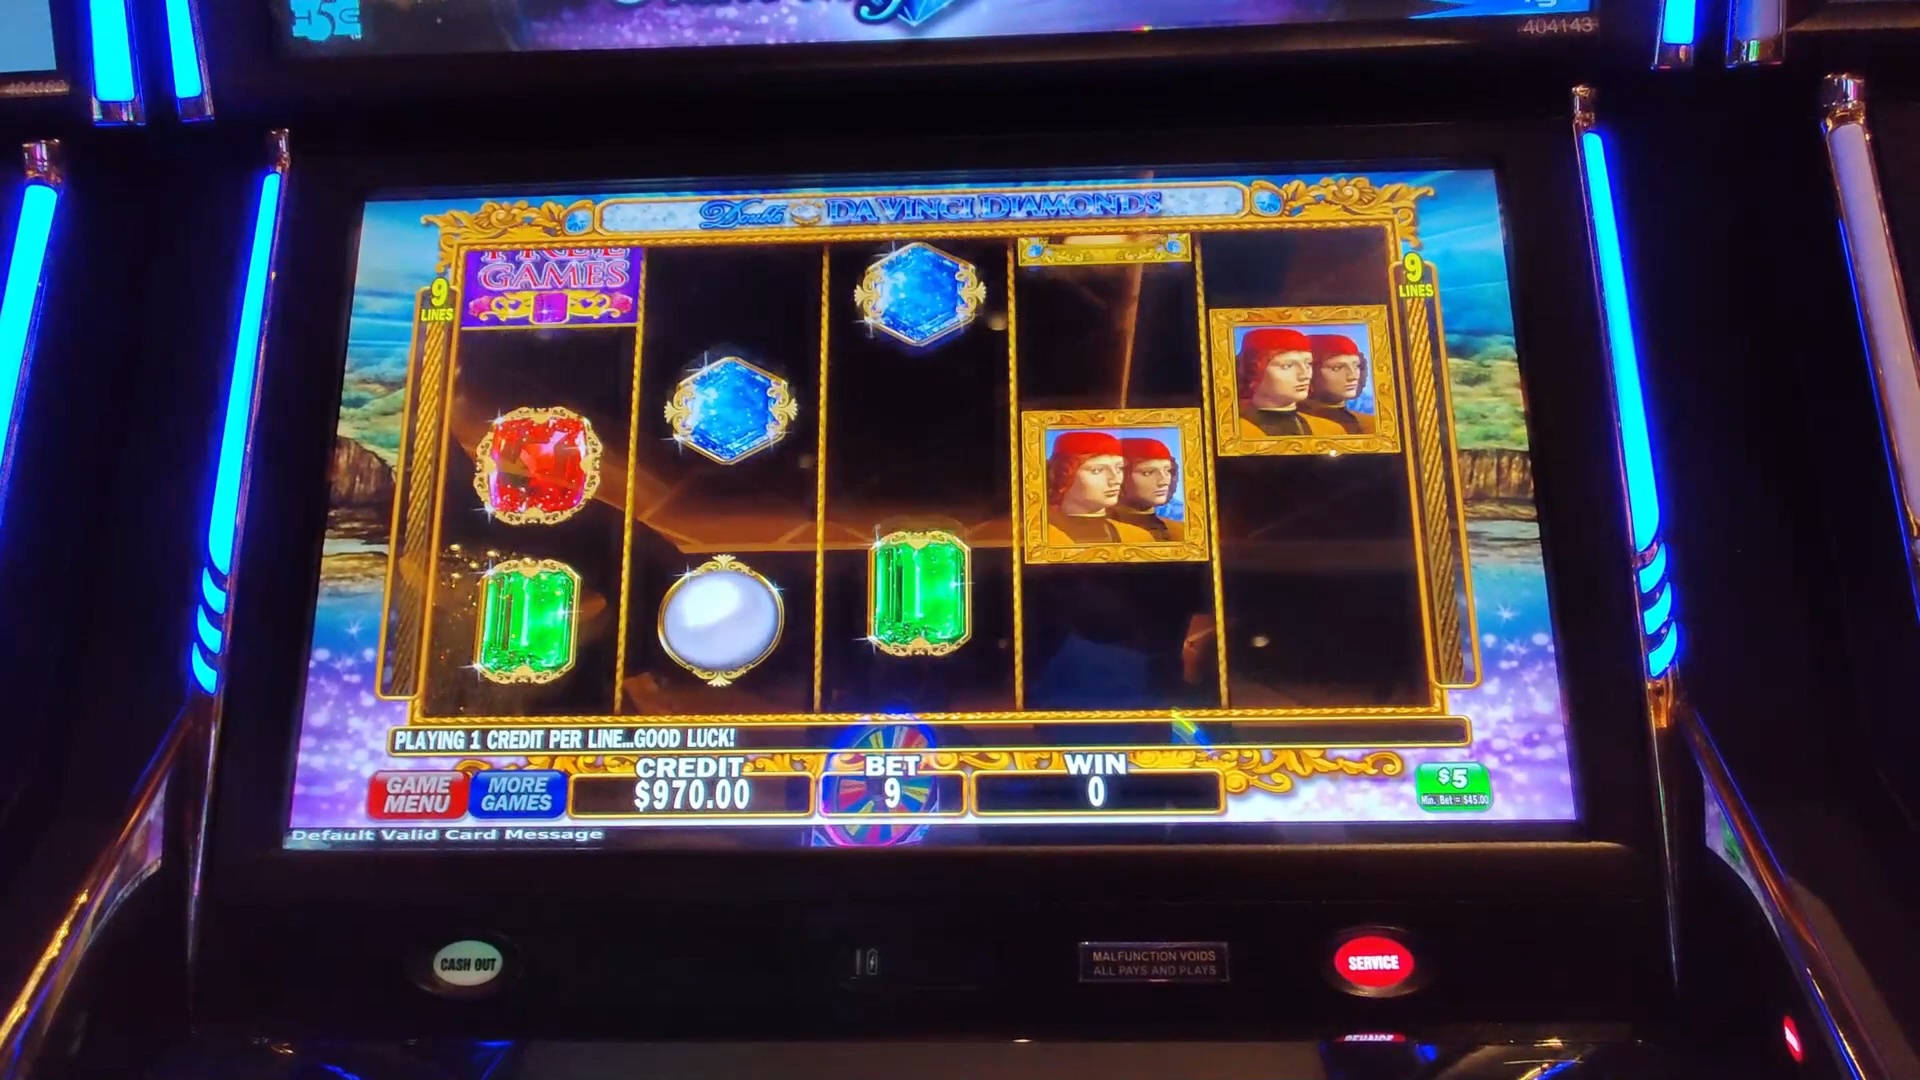 H5G
404143
404163
Double DA VINCI DIAMONDS
FREE
GAMES
9
LINES
9
LINES
PLAYING 1 CREDIT PER LINE...GOOD LUCK!
GAME
MENU
MORE
GAMES
CREDIT
$970.00
BET
9
WIN
0
$5
Min. Bet = $45.00
Default Valid Card Message
CASH OUT
MALFUNCTION VOIDS
ALL PAYS AND PLAYS
SERVICE